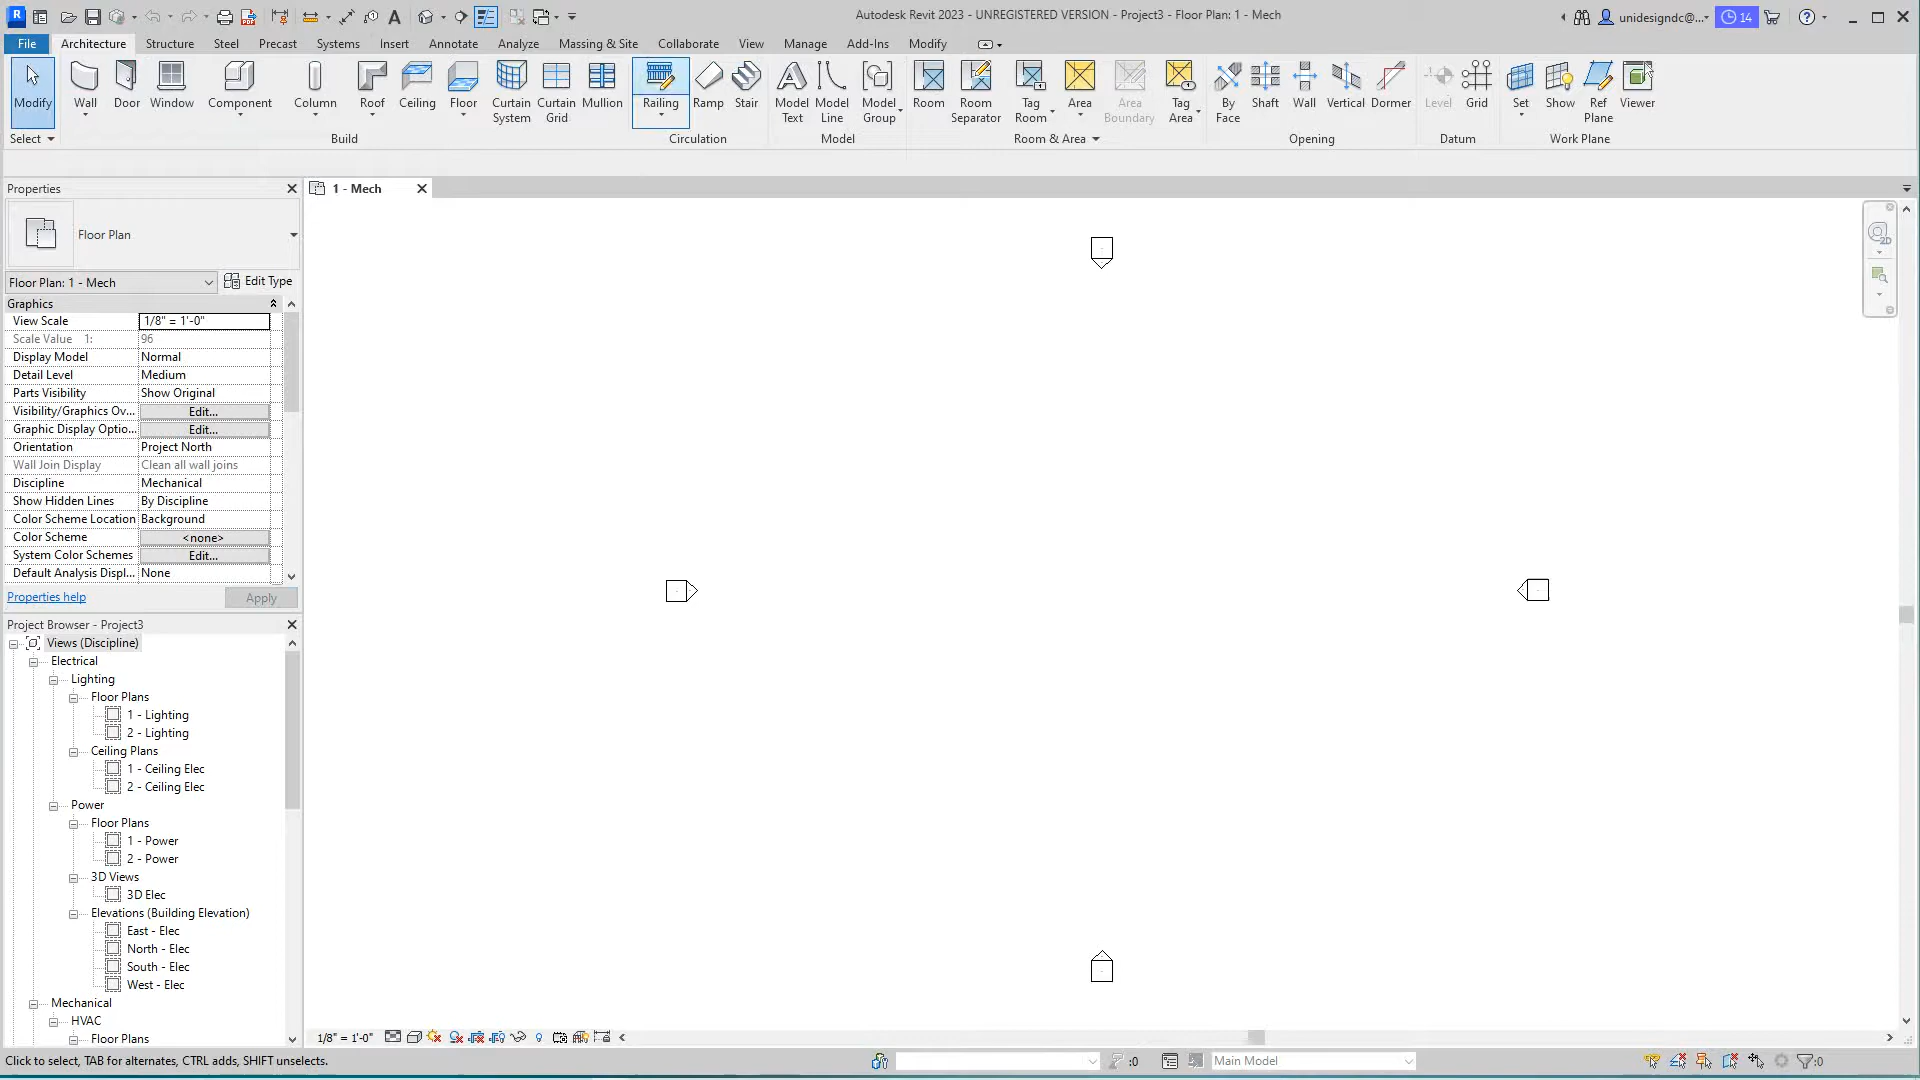 Autodesk Revit 2023 - UNREGISTERED VERSION - Project3 - Floor Plan: 1 - Mech
unidesigndc@...
14
File Architecture Structure Steel Precast Systems Insert Annotate Analyze Massing & Site Collaborate View Manage Add-Ins Modify
Modify Wall Door Window Component Column Roof Ceiling Floor Curtain System Curtain Grid Mullion Railing Ramp Stair Model Text Model Line Model Group Room Room Separator Tag Room Area Area Boundary Tag Area By Face Shaft Wall Vertical Dormer Level Grid Set Show Ref Plane Viewer
Select Build Circulation Model Room & Area Opening Datum Work Plane
Properties
1 - Mech
Floor Plan
Floor Plan: 1 - Mech
Edit Type
Graphics
View Scale 1/8" = 1'-0"
Scale Value 1: 96
Display Model Normal
Detail Level Medium
Parts Visibility Show Original
Visibility/Graphics Ov... Edit...
Graphic Display Optio... Edit...
Orientation Project North
Wall Join Display Clean all wall joins
Discipline Mechanical
Show Hidden Lines By Discipline
Color Scheme Location Background
Color Scheme <none>
System Color Schemes Edit...
Default Analysis Displ... None
Properties help
Apply
Project Browser - Project3
Views (Discipline)
Electrical
Lighting
Floor Plans
1 - Lighting
2 - Lighting
Ceiling Plans
1 - Ceiling Elec
2 - Ceiling Elec
Power
Floor Plans
1 - Power
2 - Power
3D Views
3D Elec
Elevations (Building Elevation)
East - Elec
North - Elec
South - Elec
West - Elec
Mechanical
HVAC
Floor Plans
1/8" = 1'-0"
Click to select, TAB for alternates, CTRL adds, SHIFT unselects.
:0
Main Model
:0